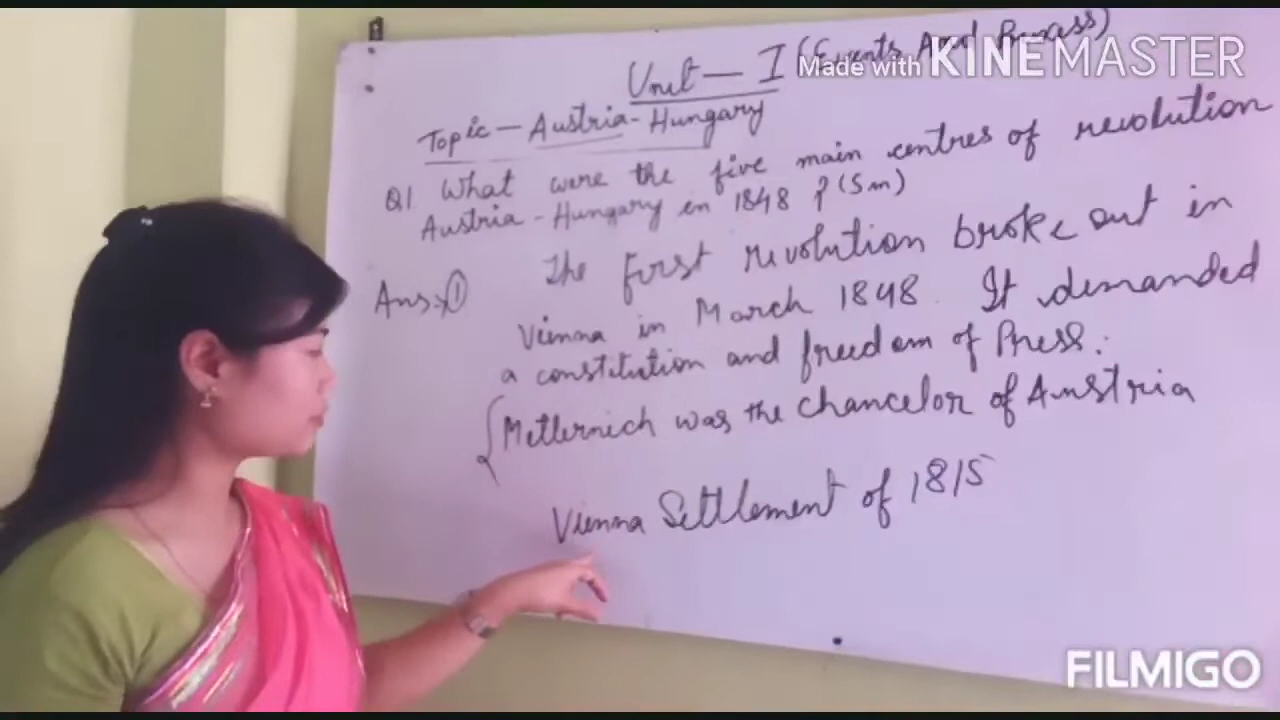 Unit — I (Events And Process)
Made with KINEMASTER
Topic — Austria - Hungary
Q1. What were the five main centres of revolution
Austria - Hungary in 1848 ? (5m)
Ans:- ① The first revolution broke out in
Vienna in March 1848. It demanded
a constitution and freedom of Press.
Metternich was the chancelor of Austria
Vienna Settlement of 1815
FILMIGO